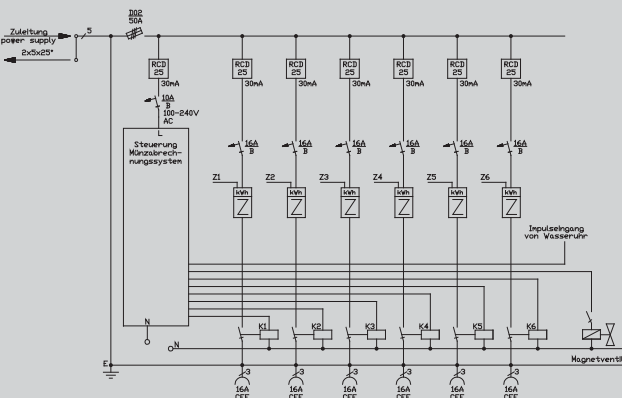 D02
50A
Zuleitung
power supply
5
2x5x25°
RCD
25
30mA
RCD
25
30mA
RCD
25
30mA
RCD
25
30mA
RCD
25
30mA
RCD
25
30mA
RCD
25
30mA
10A
B
100-240V
AC
L
Steuerung
Münzabrech-
nungssystem
16A
B
16A
B
16A
B
16A
B
16A
B
16A
B
Z1
Z2
Z3
Z4
Z5
Z6
kWh
Z
kWh
Z
kWh
Z
kWh
Z
kWh
Z
kWh
Z
Impulseingang
von Wasseruhr
N
K1
K2
K3
K4
K5
K6
N
Magnetventil
E
3
3
3
3
3
3
16A
CEE
16A
CEE
16A
CEE
16A
CEE
16A
CEE
16A
CEE